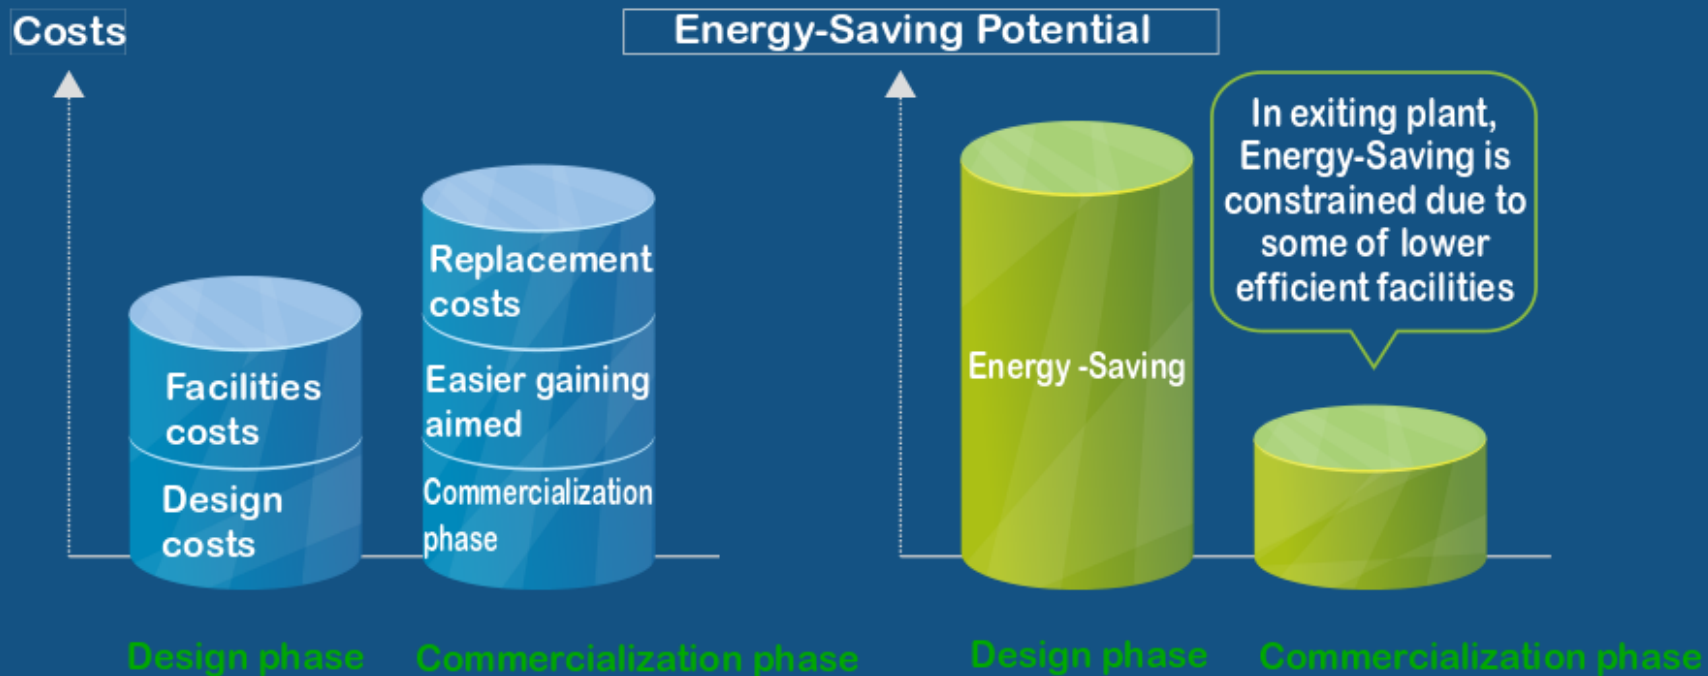 Costs
Facilities
costs
Design
costs
Replacement
costs
Easier gaining
aimed
Commercialization
phase
Design phase
Commercialization phase
Energy-Saving Potential
Energy -Saving
In exiting plant,
Energy-Saving is
constrained due to
some of lower
efficient facilities
Design phase
Commercialization phase